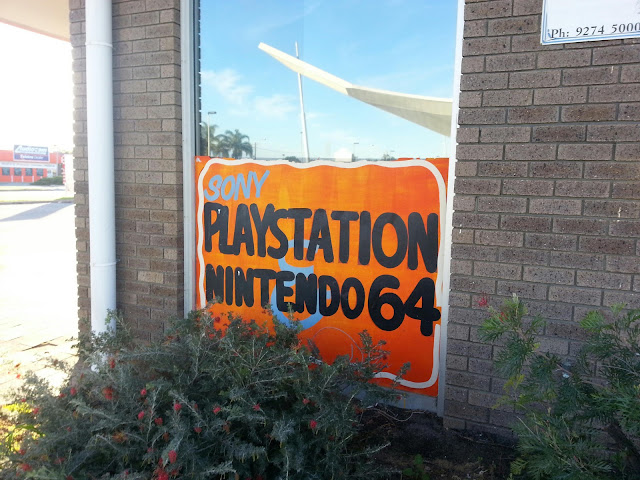 Ph: 9274 5000
SONY
PLAYSTATION
NINTENDO 64